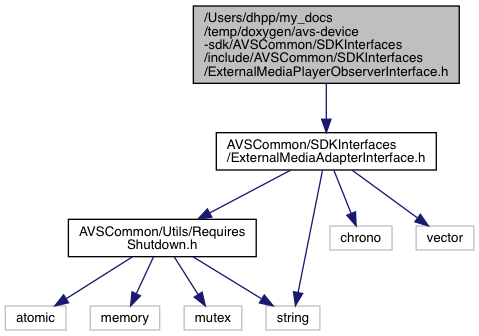 /Users/dhpp/my_docs
/temp/doxygen/avs-device
-sdk/AVSCommon/SDKInterfaces
/include/AVSCommon/SDKInterfaces
/ExternalMediaPlayerObserverInterface.h
AVSCommon/SDKInterfaces
/ExternalMediaAdapterInterface.h
AVSCommon/Utils/Requires
Shutdown.h
chrono
vector
atomic
memory
mutex
string